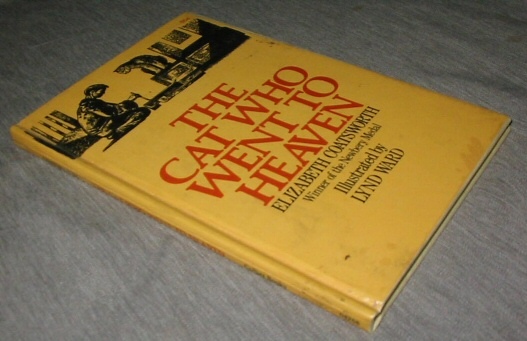 THE
CAT WHO
WENT TO
HEAVEN
ELIZABETH COATSWORTH
Winner of the Newbery Medal
Illustrated by
LYND WARD